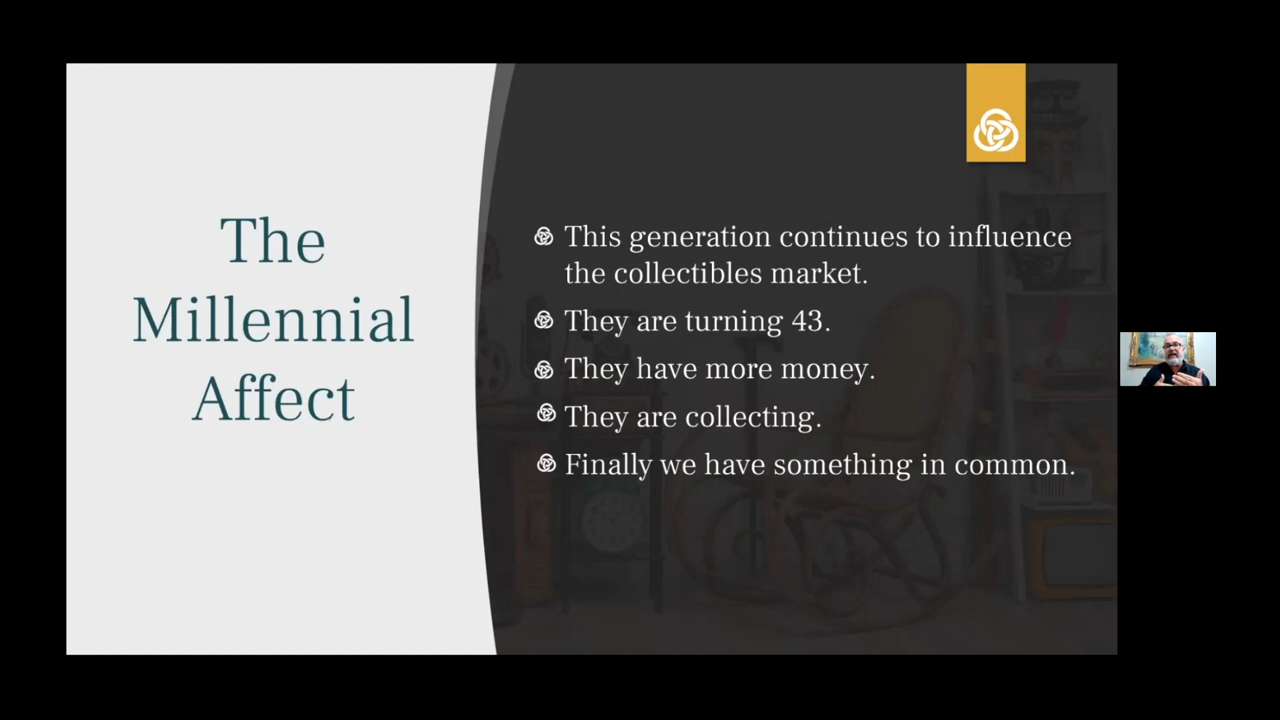 The
Millennial
Affect
This generation continues to influence
the collectibles market.
They are turning 43.
They have more money.
They are collecting.
Finally we have something in common.